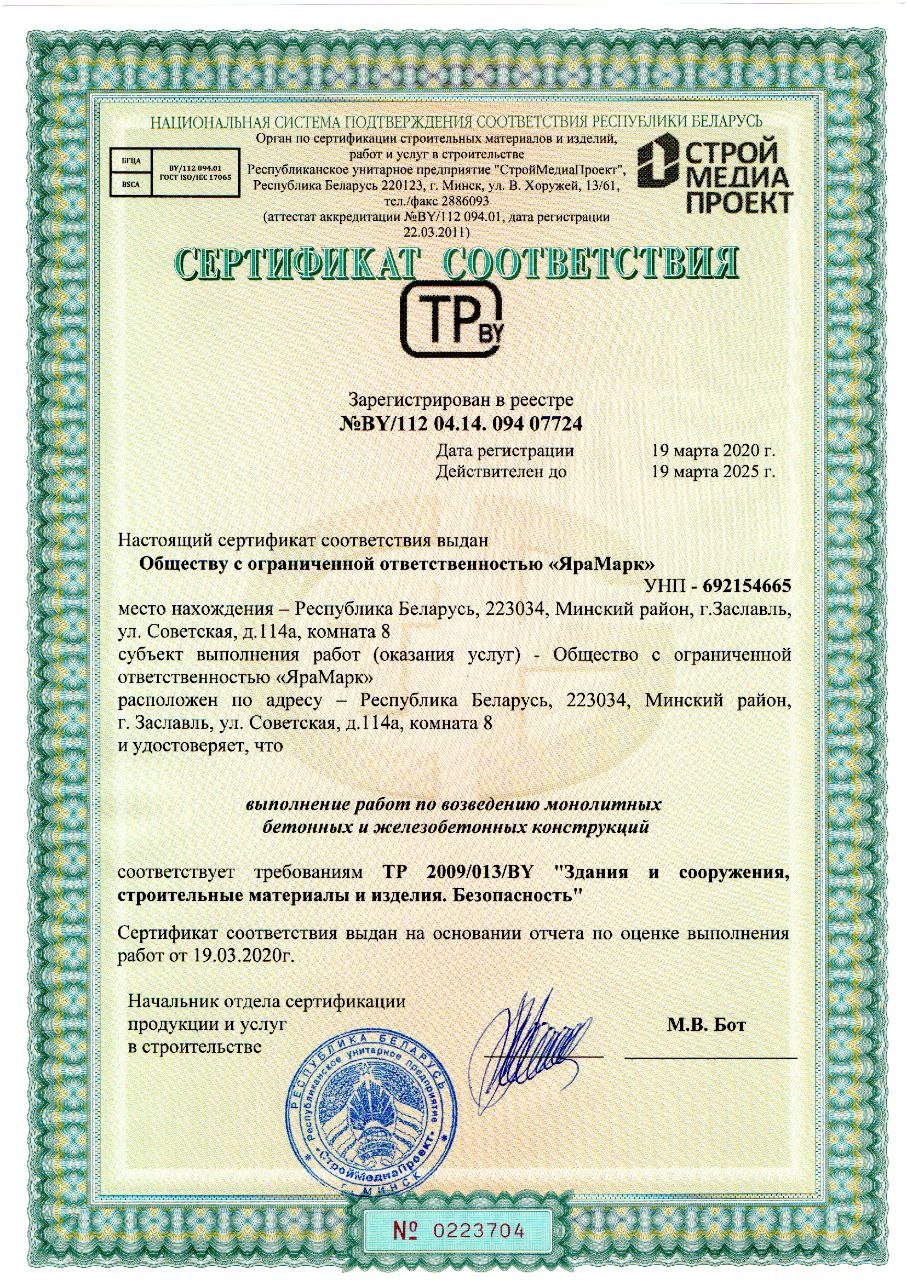 НАЦИОНАЛЬНАЯ СИСТЕМА ПОДТВЕРЖДЕНИЯ СООТВЕТСТВИЯ РЕСПУБЛИКИ БЕЛАРУСЬ
Орган по сертификации строительных материалов и изделий,
работ и услуг в строительстве
Республиканское унитарное предприятие "СтройМедиаПроект",
Республика Беларусь 220123, г. Минск, ул. В. Хоружей, 13/61,
тел./факс 2886093
(аттестат аккредитации №BY/112 094.01, дата регистрации
22.03.2011)
БГЦА
BSCA
BY/112 094.01
ГОСТ ISO/IEC 17065
СТРОЙ
МЕДИА
ПРОЕКТ
СЕРТИФИКАТ СООТВЕТСТВИЯ
ТР BY
Зарегистрирован в реестре
№BY/112 04.14. 094 07724
Дата регистрации 19 марта 2020 г.
Действителен до 19 марта 2025 г.
Настоящий сертификат соответствия выдан
Обществу с ограниченной ответственностью «ЯраМарк»
УНП - 692154665
место нахождения – Республика Беларусь, 223034, Минский район, г.Заславль,
ул. Советская, д.114а, комната 8
субъект выполнения работ (оказания услуг) - Общество с ограниченной
ответственностью «ЯраМарк»
расположен по адресу – Республика Беларусь, 223034, Минский район,
г. Заславль, ул. Советская, д.114а, комната 8
и удостоверяет, что
выполнение работ по возведению монолитных
бетонных и железобетонных конструкций
соответствует требованиям ТР 2009/013/BY "Здания и сооружения,
строительные материалы и изделия. Безопасность"
Сертификат соответствия выдан на основании отчета по оценке выполнения
работ от 19.03.2020г.
Начальник отдела сертификации
продукции и услуг
в строительстве
М.В. Бот
РЕСПУБЛИКА БЕЛАРУСЬ
Республиканское унитарное предприятие
«СтройМедиаПроект»
г. МИНСК
№ 0223704